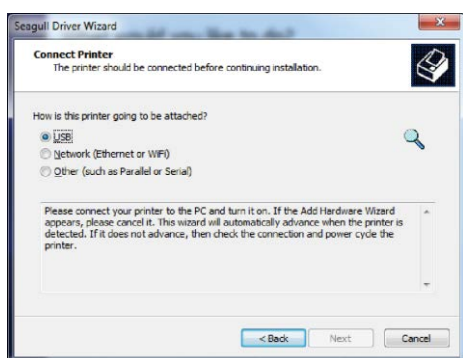 Seagull Driver Wizard
Connect Printer
The printer should be connected before continuing installation.
How is this printer going to be attached?
USB
Network (Ethernet or WiFi)
Other (such as Parallel or Serial)
Please connect your printer to the PC and turn it on. If the Add Hardware Wizard
appears, please cancel it. This wizard will automatically advance when the printer is
detected. If it does not advance, then check the connection and power cycle the
printer.
< Back Next Cancel